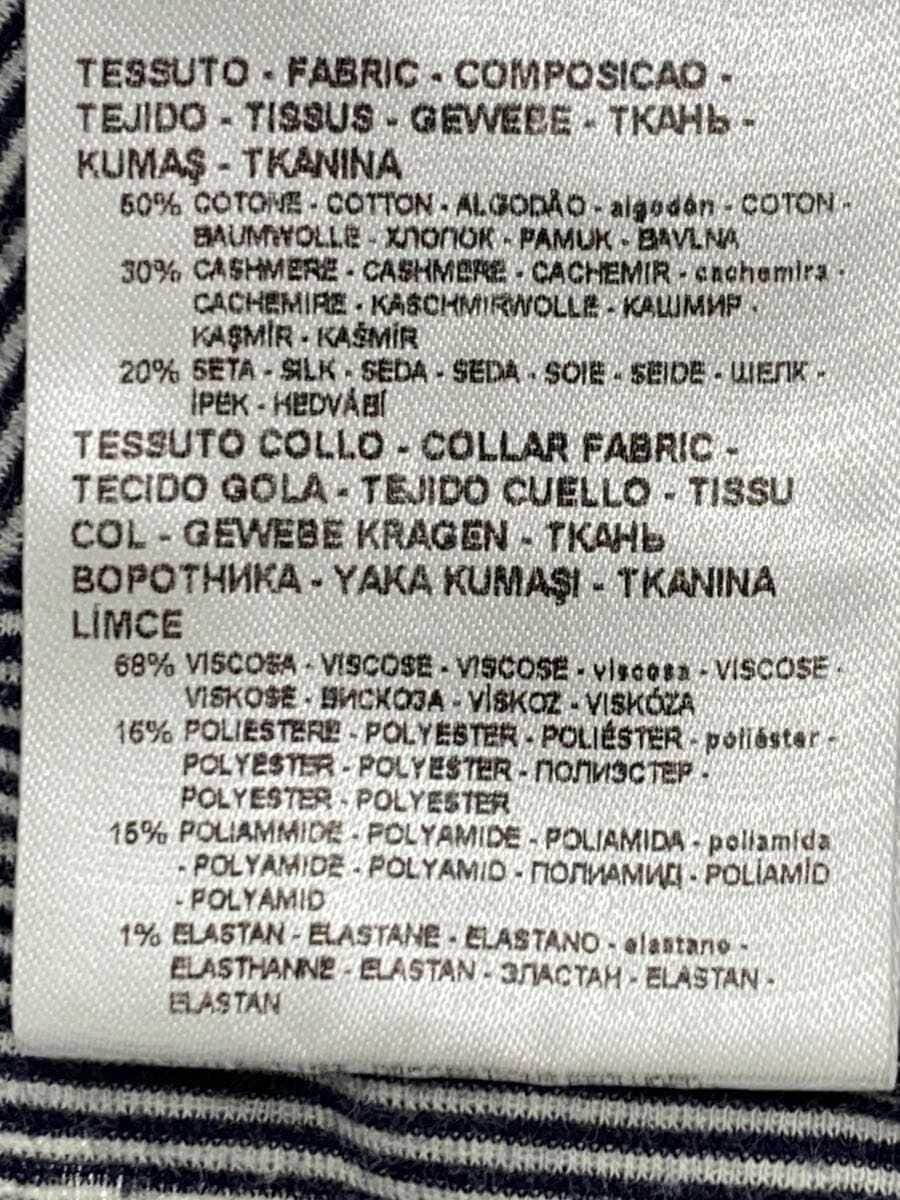 TESSUTO - FABRIC - COMPOSICAO -
TEJIDO - TISSUS - GEWEBE - ТКАНЬ -
KUMAŞ - TKANINA
50% COTONE - COTTON - ALGODÃO - algodón - COTON -
BAUMWOLLE - ХЛОПОК - PAMUK - BAVLNA
30% CASHMERE - CASHMERE - CACHEMIR - cachemira -
CACHEMIRE - KASCHMIRWOLLE - КАШМИР -
KAŞMİR - KAŠMÍR
20% SETA - SILK - SEDA - SEDA - SOIE - SEIDE - ШЕЛК -
İPEK - HEDVÁBÍ
TESSUTO COLLO - COLLAR FABRIC -
TECIDO GOLA - TEJIDO CUELLO - TISSU
COL - GEWEBE KRAGEN - ТКАНЬ
ВОРОТНИКА - YAKA KUMAŞI - TKANINA
LÍMCE
68% VISCOSA - VISCOSE - VISCOSE - viscosa - VISCOSE -
VISKOSE - ВИСКОЗА - VİSKOZ - VISKÓZA
16% POLIESTERE - POLYESTER - POLIÉSTER - poliéster -
POLYESTER - POLYESTER - ПОЛИЭСТЕР -
POLYESTER - POLYESTER
15% POLIAMMIDE - POLYAMIDE - POLIAMIDA - poliamida
- POLYAMIDE - POLYAMID - ПОЛИАМИД - POLİAMİD
- POLYAMID
1% ELASTAN - ELASTANE - ELASTANO - elastano -
ELASTHANNE - ELASTAN - ЭЛАСТАН - ELASTAN -
ELASTAN